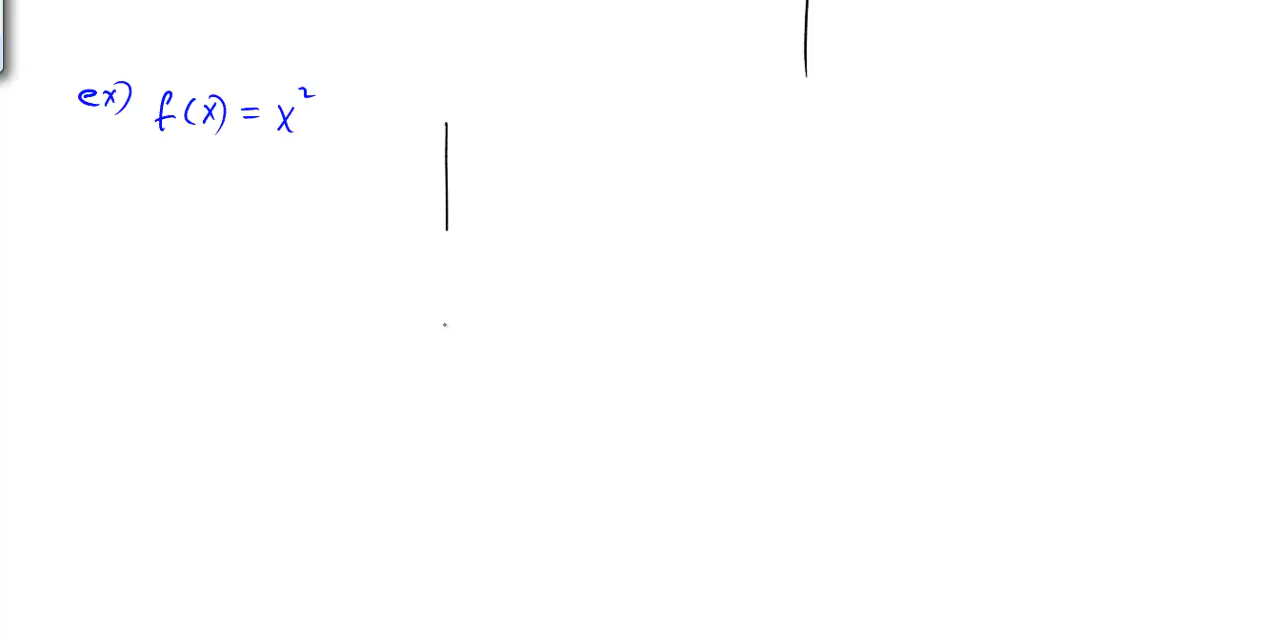 ex) f(x) = x²